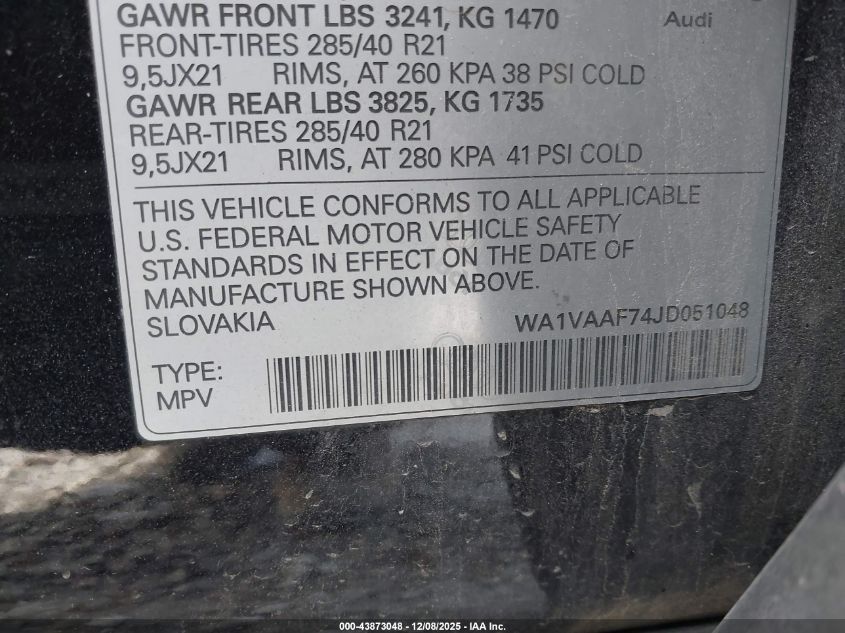 GAWR FRONT LBS 3241, KG 1470
Audi
FRONT-TIRES 285/40 R21
9,5JX21 RIMS, AT 260 KPA 38 PSI COLD
GAWR REAR LBS 3825, KG 1735
REAR-TIRES 285/40 R21
9,5JX21 RIMS, AT 280 KPA 41 PSI COLD
THIS VEHICLE CONFORMS TO ALL APPLICABLE
U.S. FEDERAL MOTOR VEHICLE SAFETY
STANDARDS IN EFFECT ON THE DATE OF
MANUFACTURE SHOWN ABOVE.
SLOVAKIA WA1VAAF74JD051048
TYPE:
MPV
000-43873048 - 12/08/2025 - IAA Inc.